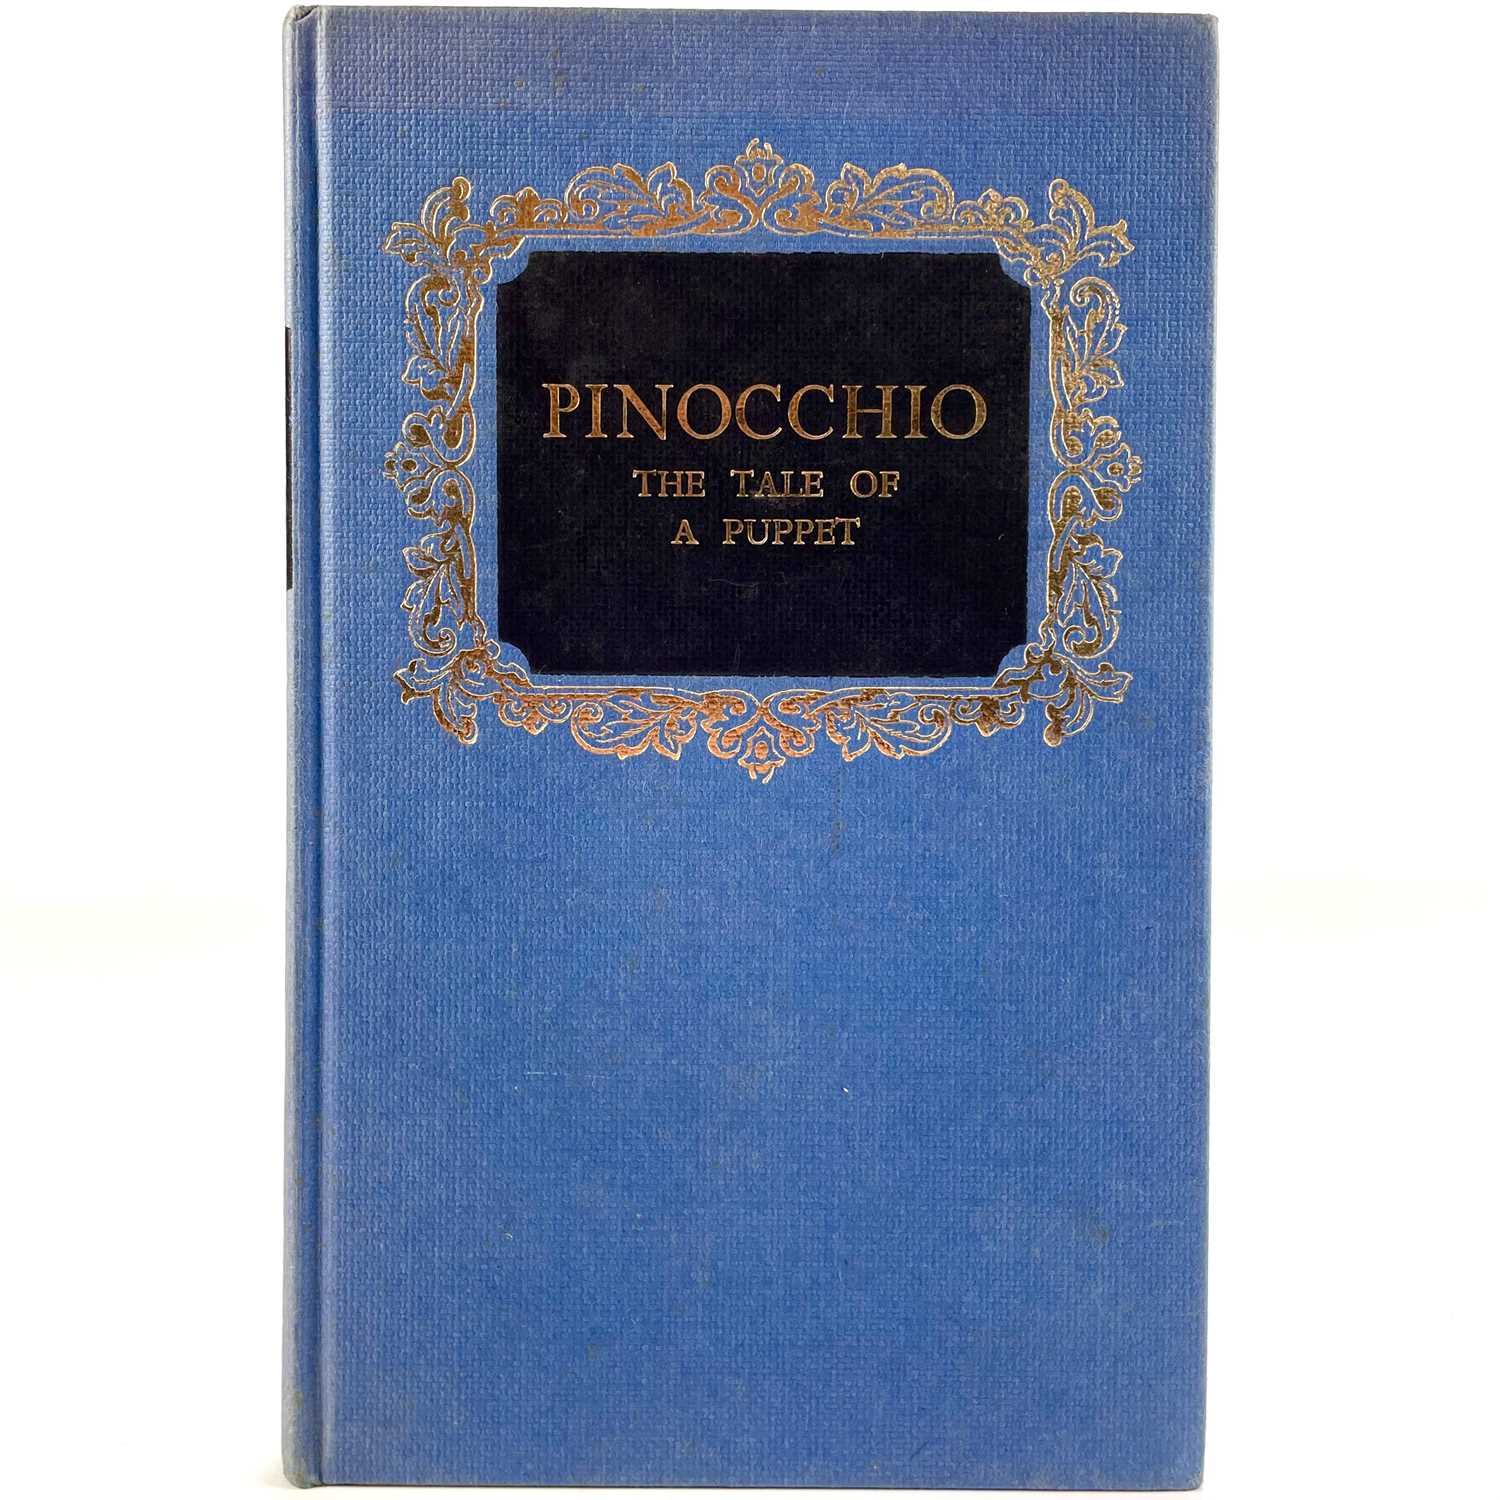 PINOCCHIO
THE TALE OF
A PUPPET